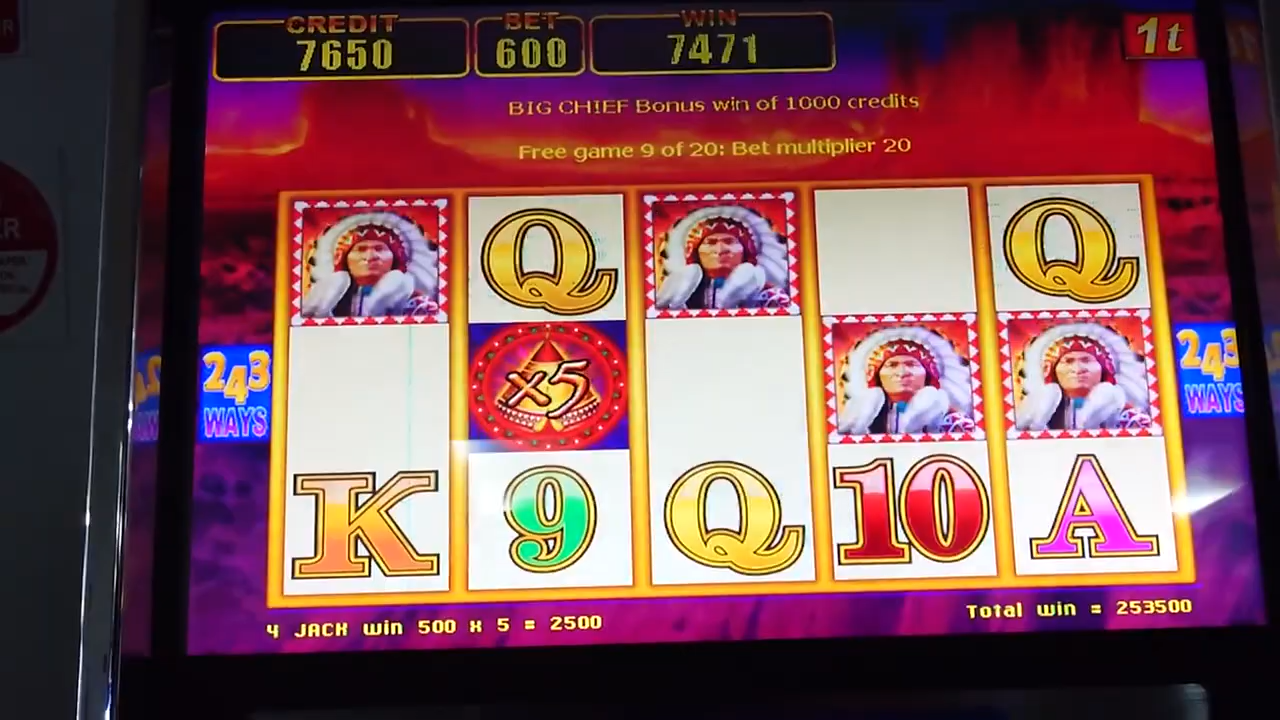 CREDIT BET WIN
7650 600 7471
1t
BIG CHIEF Bonus win of 1000 credits
Free game 9 of 20: Bet multiplier 20
Q Q
243 x5 243
WAYS WAYS
K 9 Q 10 A
4 JACK win 500 x 5 = 2500
Total win = 253500